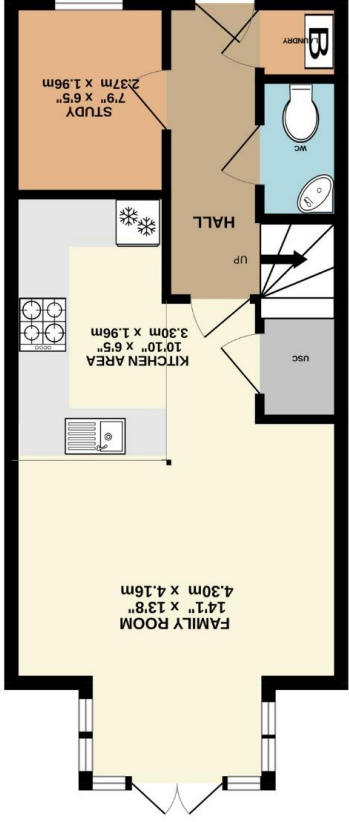 FAMILY ROOM
14'1" x 13'8"
4.30m x 4.16m
USC
KITCHEN AREA
10'10" x 6'5"
3.30m x 1.96m
UP
HALL
WC
STUDY
7'9" x 6'5"
2.37m x 1.96m
LAUNDRY
B